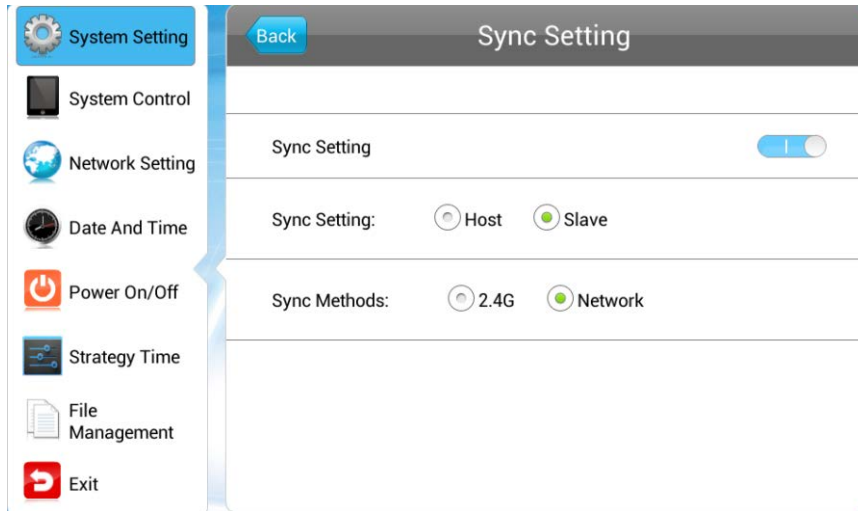 System Setting
System Control
Network Setting
Date And Time
Power On/Off
Strategy Time
File
Management
Exit
Back
Sync Setting
Sync Setting
Sync Setting: Host Slave
Sync Methods: 2.4G Network